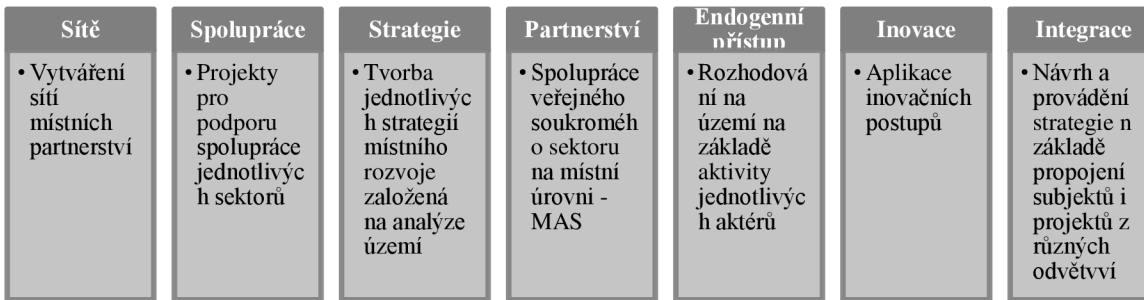 Sítě
• Vytváření
sítí
místních
partnerství
Spolupráce
• Projekty
pro
podporu
spolupráce
jednotlivýc
h sektorů
Strategie
• Tvorba
jednotlivýc
h strategií
místního
rozvoje
založená
na analýze
území
Partnerství
• Spolupráce
veřejného
soukroméh
o sektoru
na místní
úrovni -
MAS
Endogenní
přístup
• Rozhodová
ní na
území na
základě
aktivity
jednotlivýc
h aktérů
Inovace
• Aplikace
inovačních
postupů
Integrace
• Návrh a
provádění
strategie n
základě
propojení
subjektů i
projektů z
různých
odvětvví